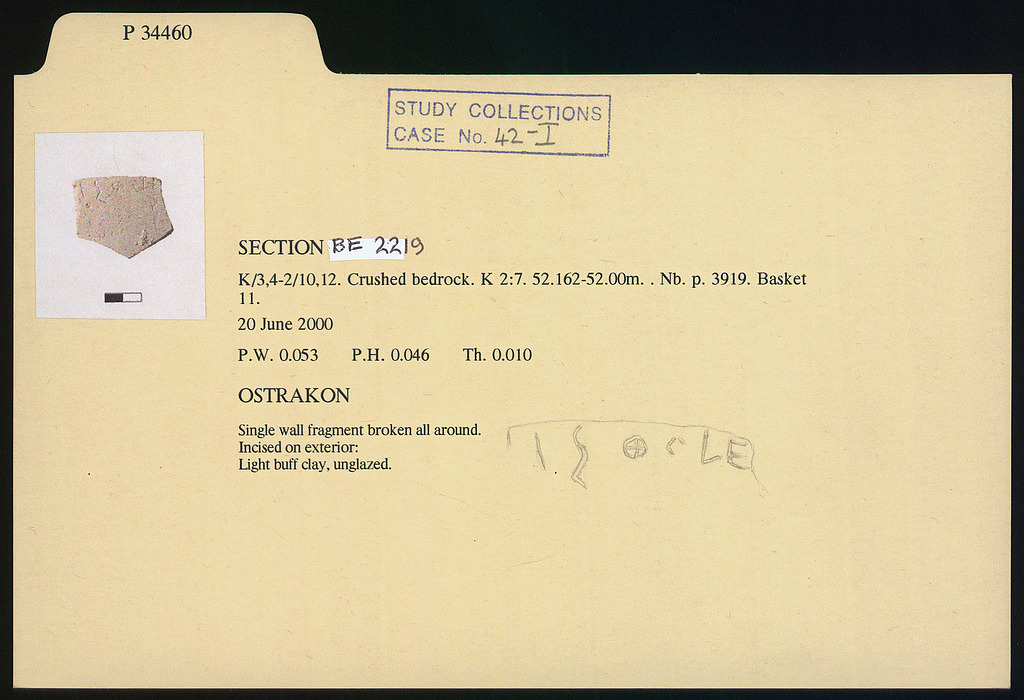 P 34460
STUDY COLLECTIONS
CASE No. 42-I
SECTION BE 2219
K/3,4-2/10,12. Crushed bedrock. K 2:7. 52.162-52.00m. . Nb. p. 3919. Basket
11.
20 June 2000
P.W. 0.053 P.H. 0.046 Th. 0.010
OSTRAKON
Single wall fragment broken all around.
Incised on exterior:
Light buff clay, unglazed.